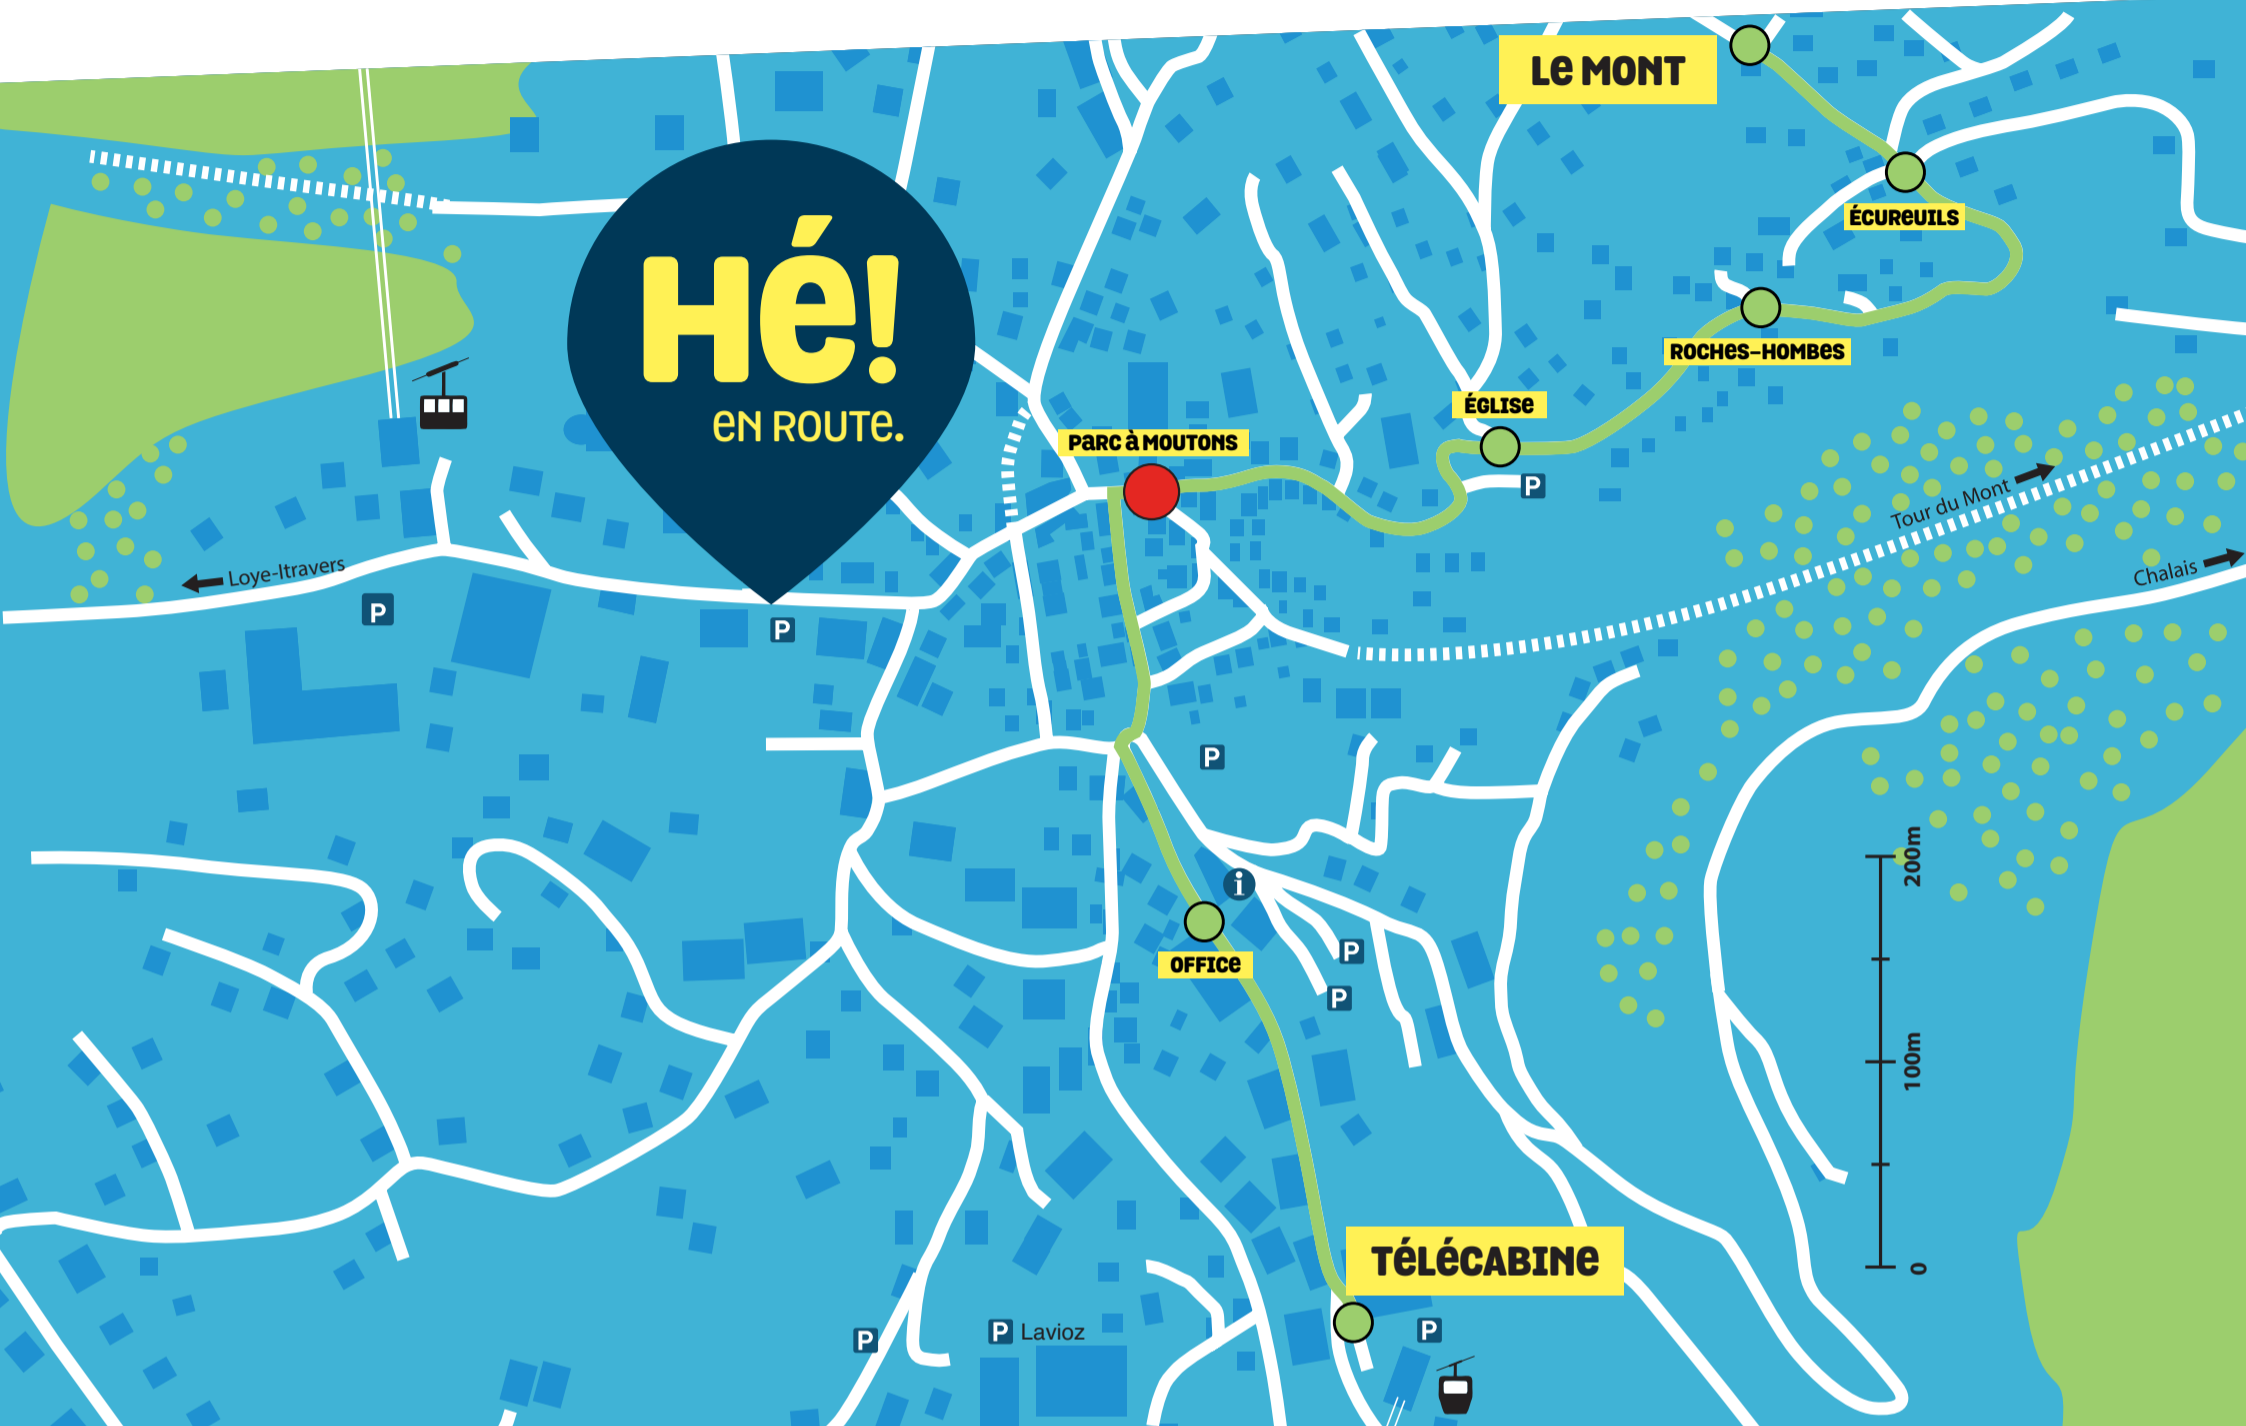 Le MONT
ÉCUReUILS
Hé!
eN ROUTE.
ROCHeS-HOMBeS
ÉGLISe
PARC à MOUTONS
P
Tour du Mont
Chalais
Loye-Itravers
P
P
P
200m
i
OFFICe
P
P
100m
TÉLÉCABINe
0
P
P Lavioz
P